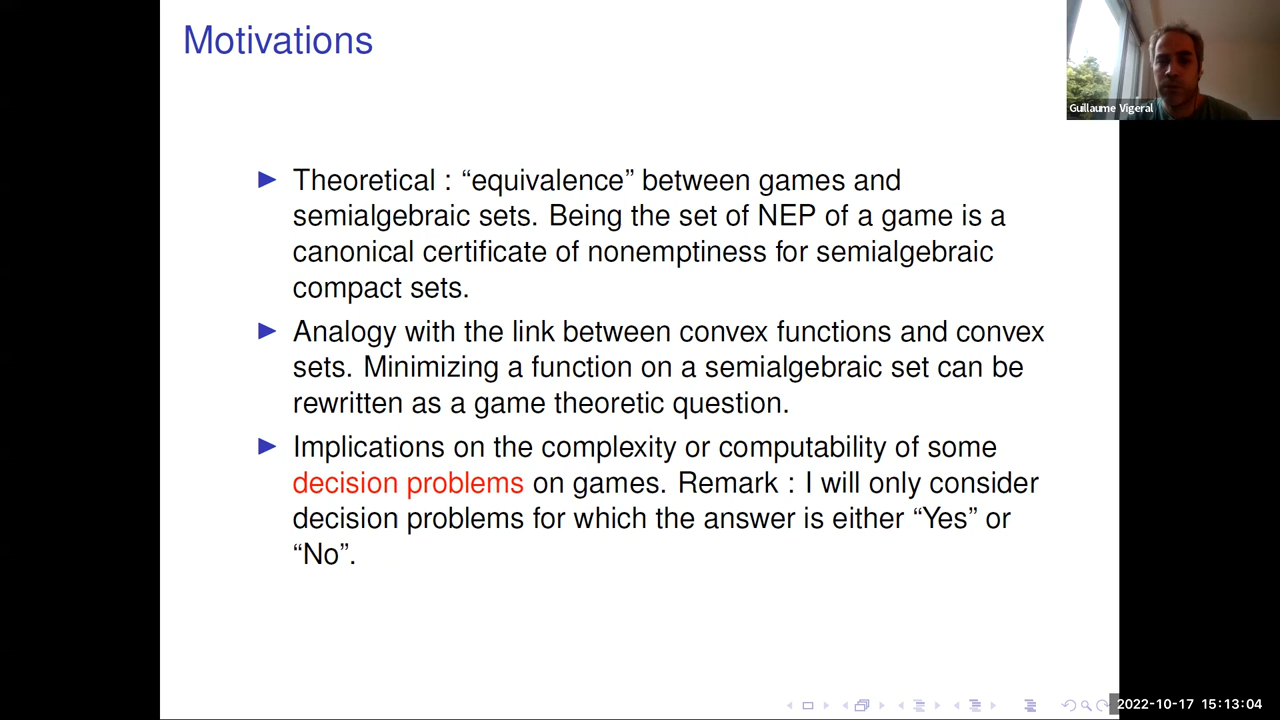 Motivations
Guillaume Vigeral
▶ Theoretical : “equivalence” between games and
semialgebraic sets. Being the set of NEP of a game is a
canonical certificate of nonemptiness for semialgebraic
compact sets.
▶ Analogy with the link between convex functions and convex
sets. Minimizing a function on a semialgebraic set can be
rewritten as a game theoretic question.
▶ Implications on the complexity or computability of some
decision problems on games. Remark : I will only consider
decision problems for which the answer is either “Yes” or
“No”.
2022-10-17 15:13:04